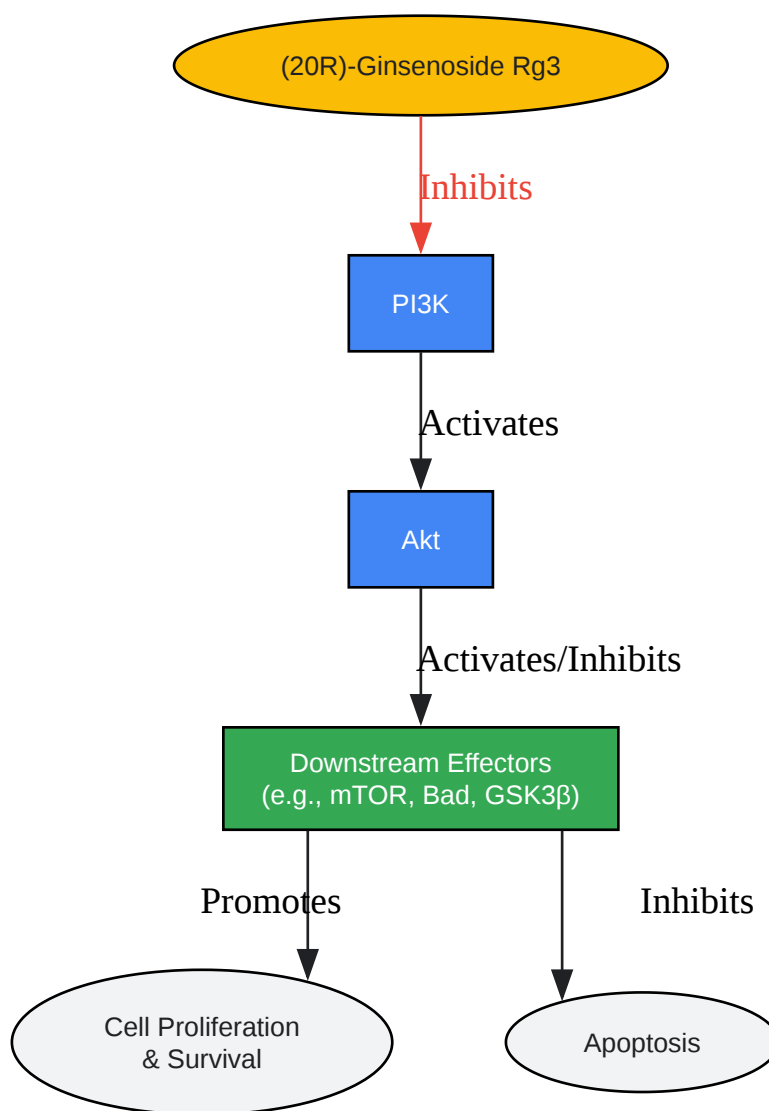 (20R)-Ginsenoside Rg3
Inhibits
PI3K
Activates
Akt
Activates/Inhibits
Downstream Effectors
(e.g., mTOR, Bad, GSK3β)
Promotes
Inhibits
Cell Proliferation
& Survival
Apoptosis